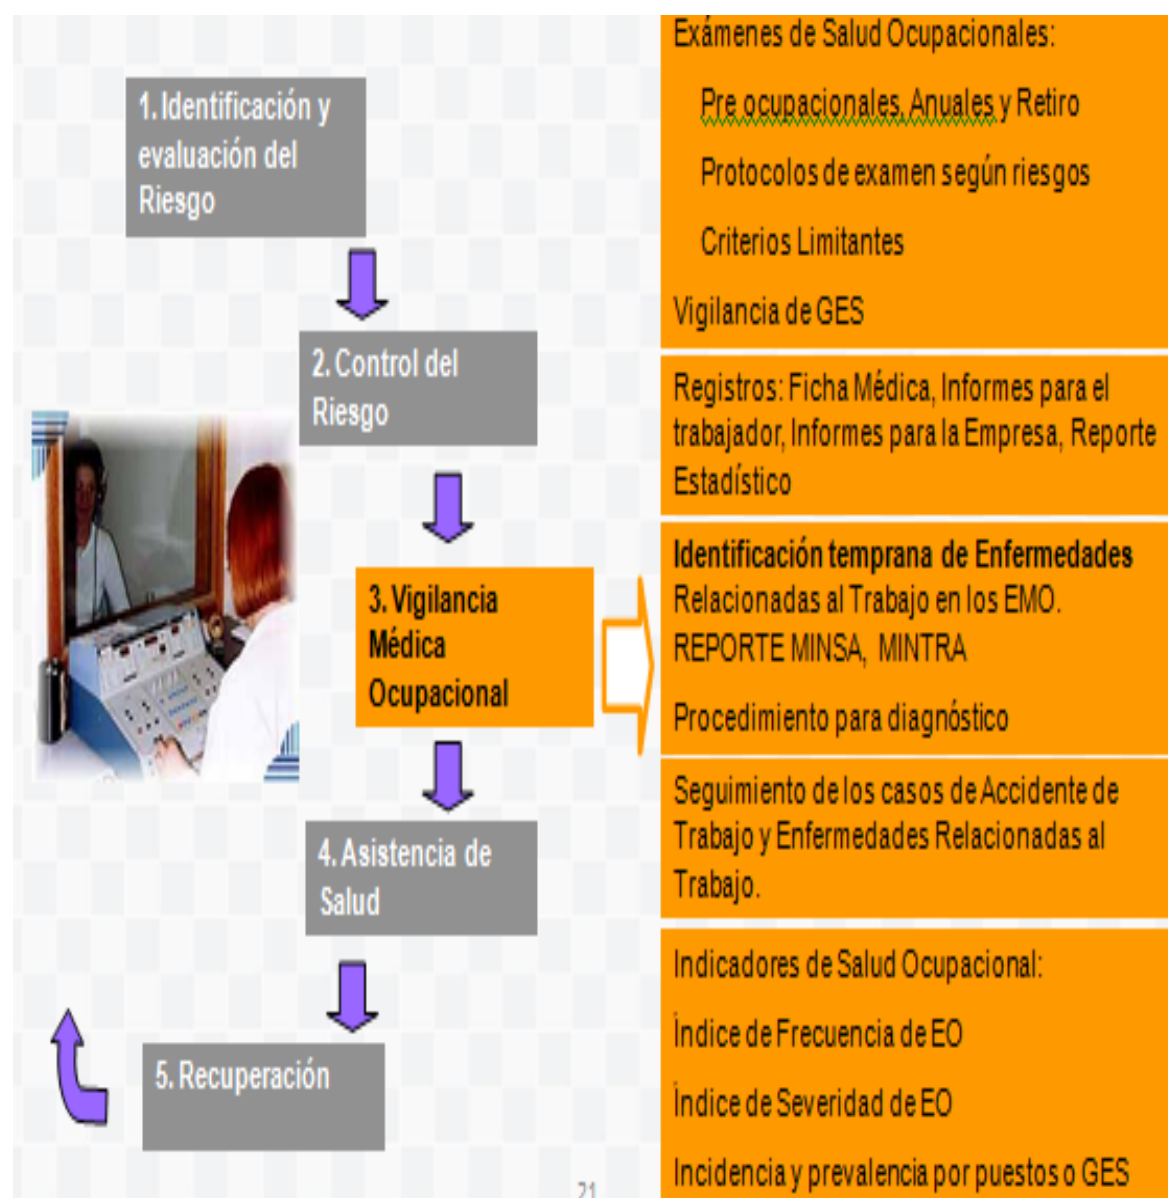 1. Identificación y
evaluación del
Riesgo
2. Control del
Riesgo
3. Vigilancia
Médica
Ocupacional
4. Asistencia de
Salud
5. Recuperación
Exámenes de Salud Ocupacionales:
Pre ocupacionales, Anuales y Retiro
Protocolos de examen según riesgos
Criterios Limitantes
Vigilancia de GES
Registros: Ficha Médica, Informes para el
trabajador, Informes para la Empresa, Reporte
Estadístico
Identificación temprana de Enfermedades
Relacionadas al Trabajo en los EMO.
REPORTE MINSA, MINTRA
Procedimiento para diagnóstico
Seguimiento de los casos de Accidente de
Trabajo y Enfermedades Relacionadas al
Trabajo.
Indicadores de Salud Ocupacional:
Índice de Frecuencia de EO
Índice de Severidad de EO
Incidencia y prevalencia por puestos o GES
21